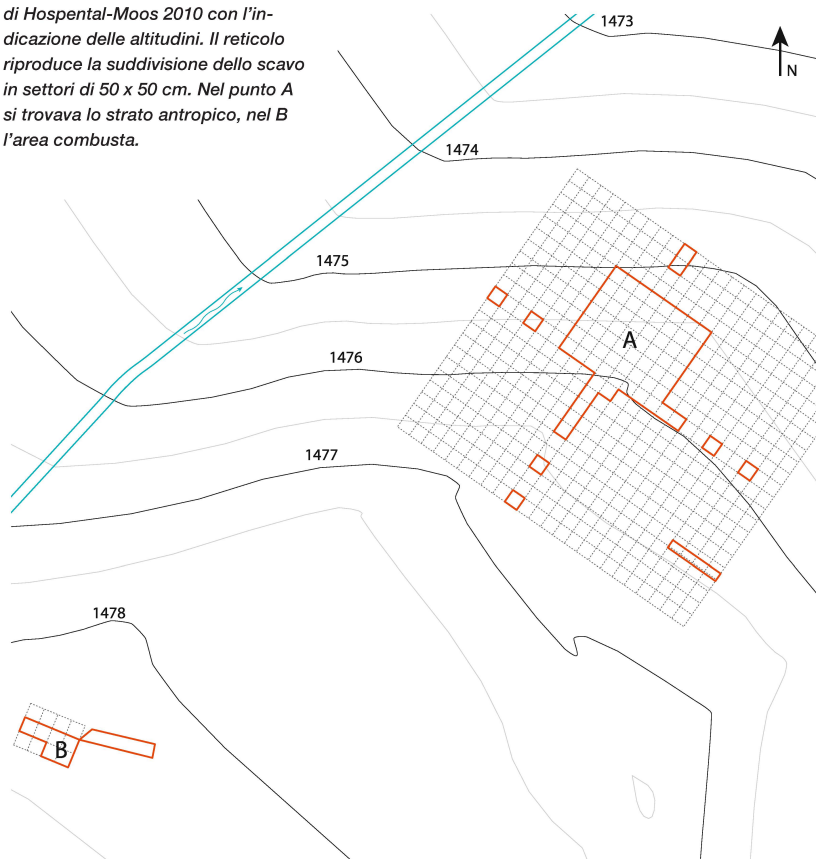 di Hospental-Moos 2010 con l’in-
dicazione delle altitudini. Il reticolo
riproduce la suddivisione dello scavo
in settori di 50 x 50 cm. Nel punto A
si trovava lo strato antropico, nel B
l’area combusta.
1473
N
1474
1475
A
1476
1477
1478
B